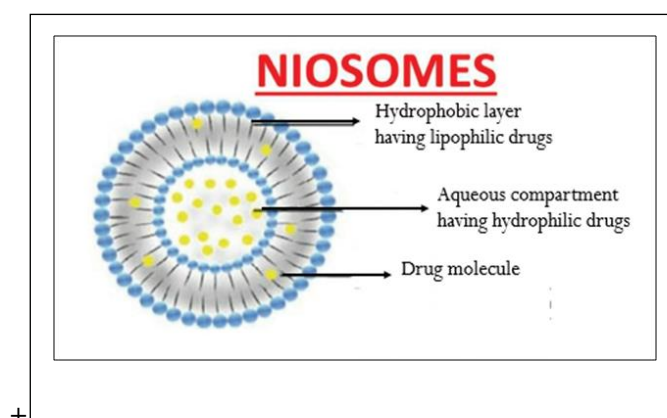 NIOSOMES
Hydrophobic layer
having lipophilic drugs
Aqueous compartment
having hydrophilic drugs
Drug molecule
+